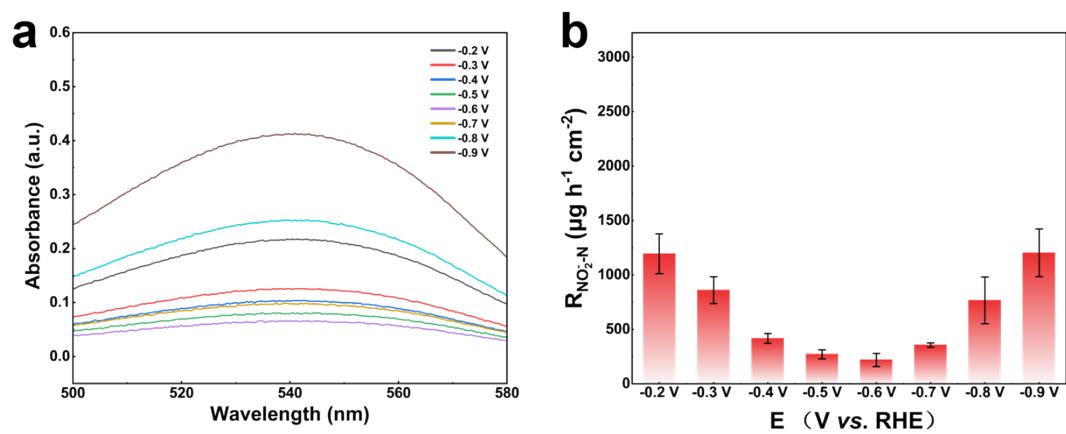 a
0.6
0.5
0.4
0.3
0.2
0.1
0.0
Absorbance (a.u.)
-0.2 V
-0.3 V
-0.4 V
-0.5 V
-0.6 V
-0.7 V
-0.8 V
-0.9 V
500
520
540
560
580
Wavelength (nm)
b
3000
2500
2000
1500
1000
500
0
R_{NO₂⁻-N} (μg h⁻¹ cm⁻²)
-0.2 V
-0.3 V
-0.4 V
-0.5 V
-0.6 V
-0.7 V
-0.8 V
-0.9 V
E （V vs. RHE）